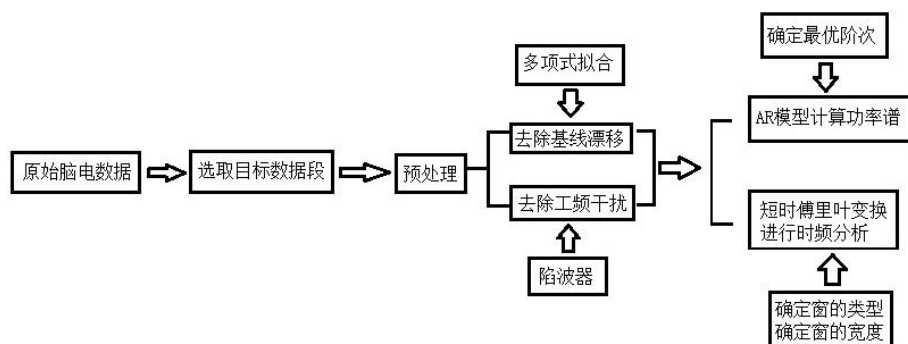 原始脑电数据
选取目标数据段
预处理
多项式拟合
去除基线漂移
去除工频干扰
陷波器
确定最优阶次
AR模型计算功率谱
短时傅里叶变换
进行时频分析
确定窗的类型
确定窗的宽度